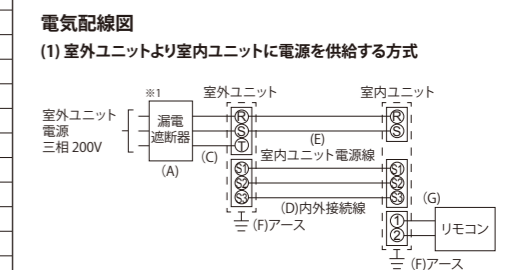 電気配線図
(1) 室外ユニットより室内ユニットに電源を供給する方式
※1
室外ユニット
室内ユニット
室外ユニット
電源
三相 200V
漏電
遮断器
(A)
(C)
R
S
T
(E)
室内ユニット電源線
R
S
S1
S2
S3
(D)内外接続線
S1
S2
S3
(F)アース
(G)
1
2
リモコン
(F)アース